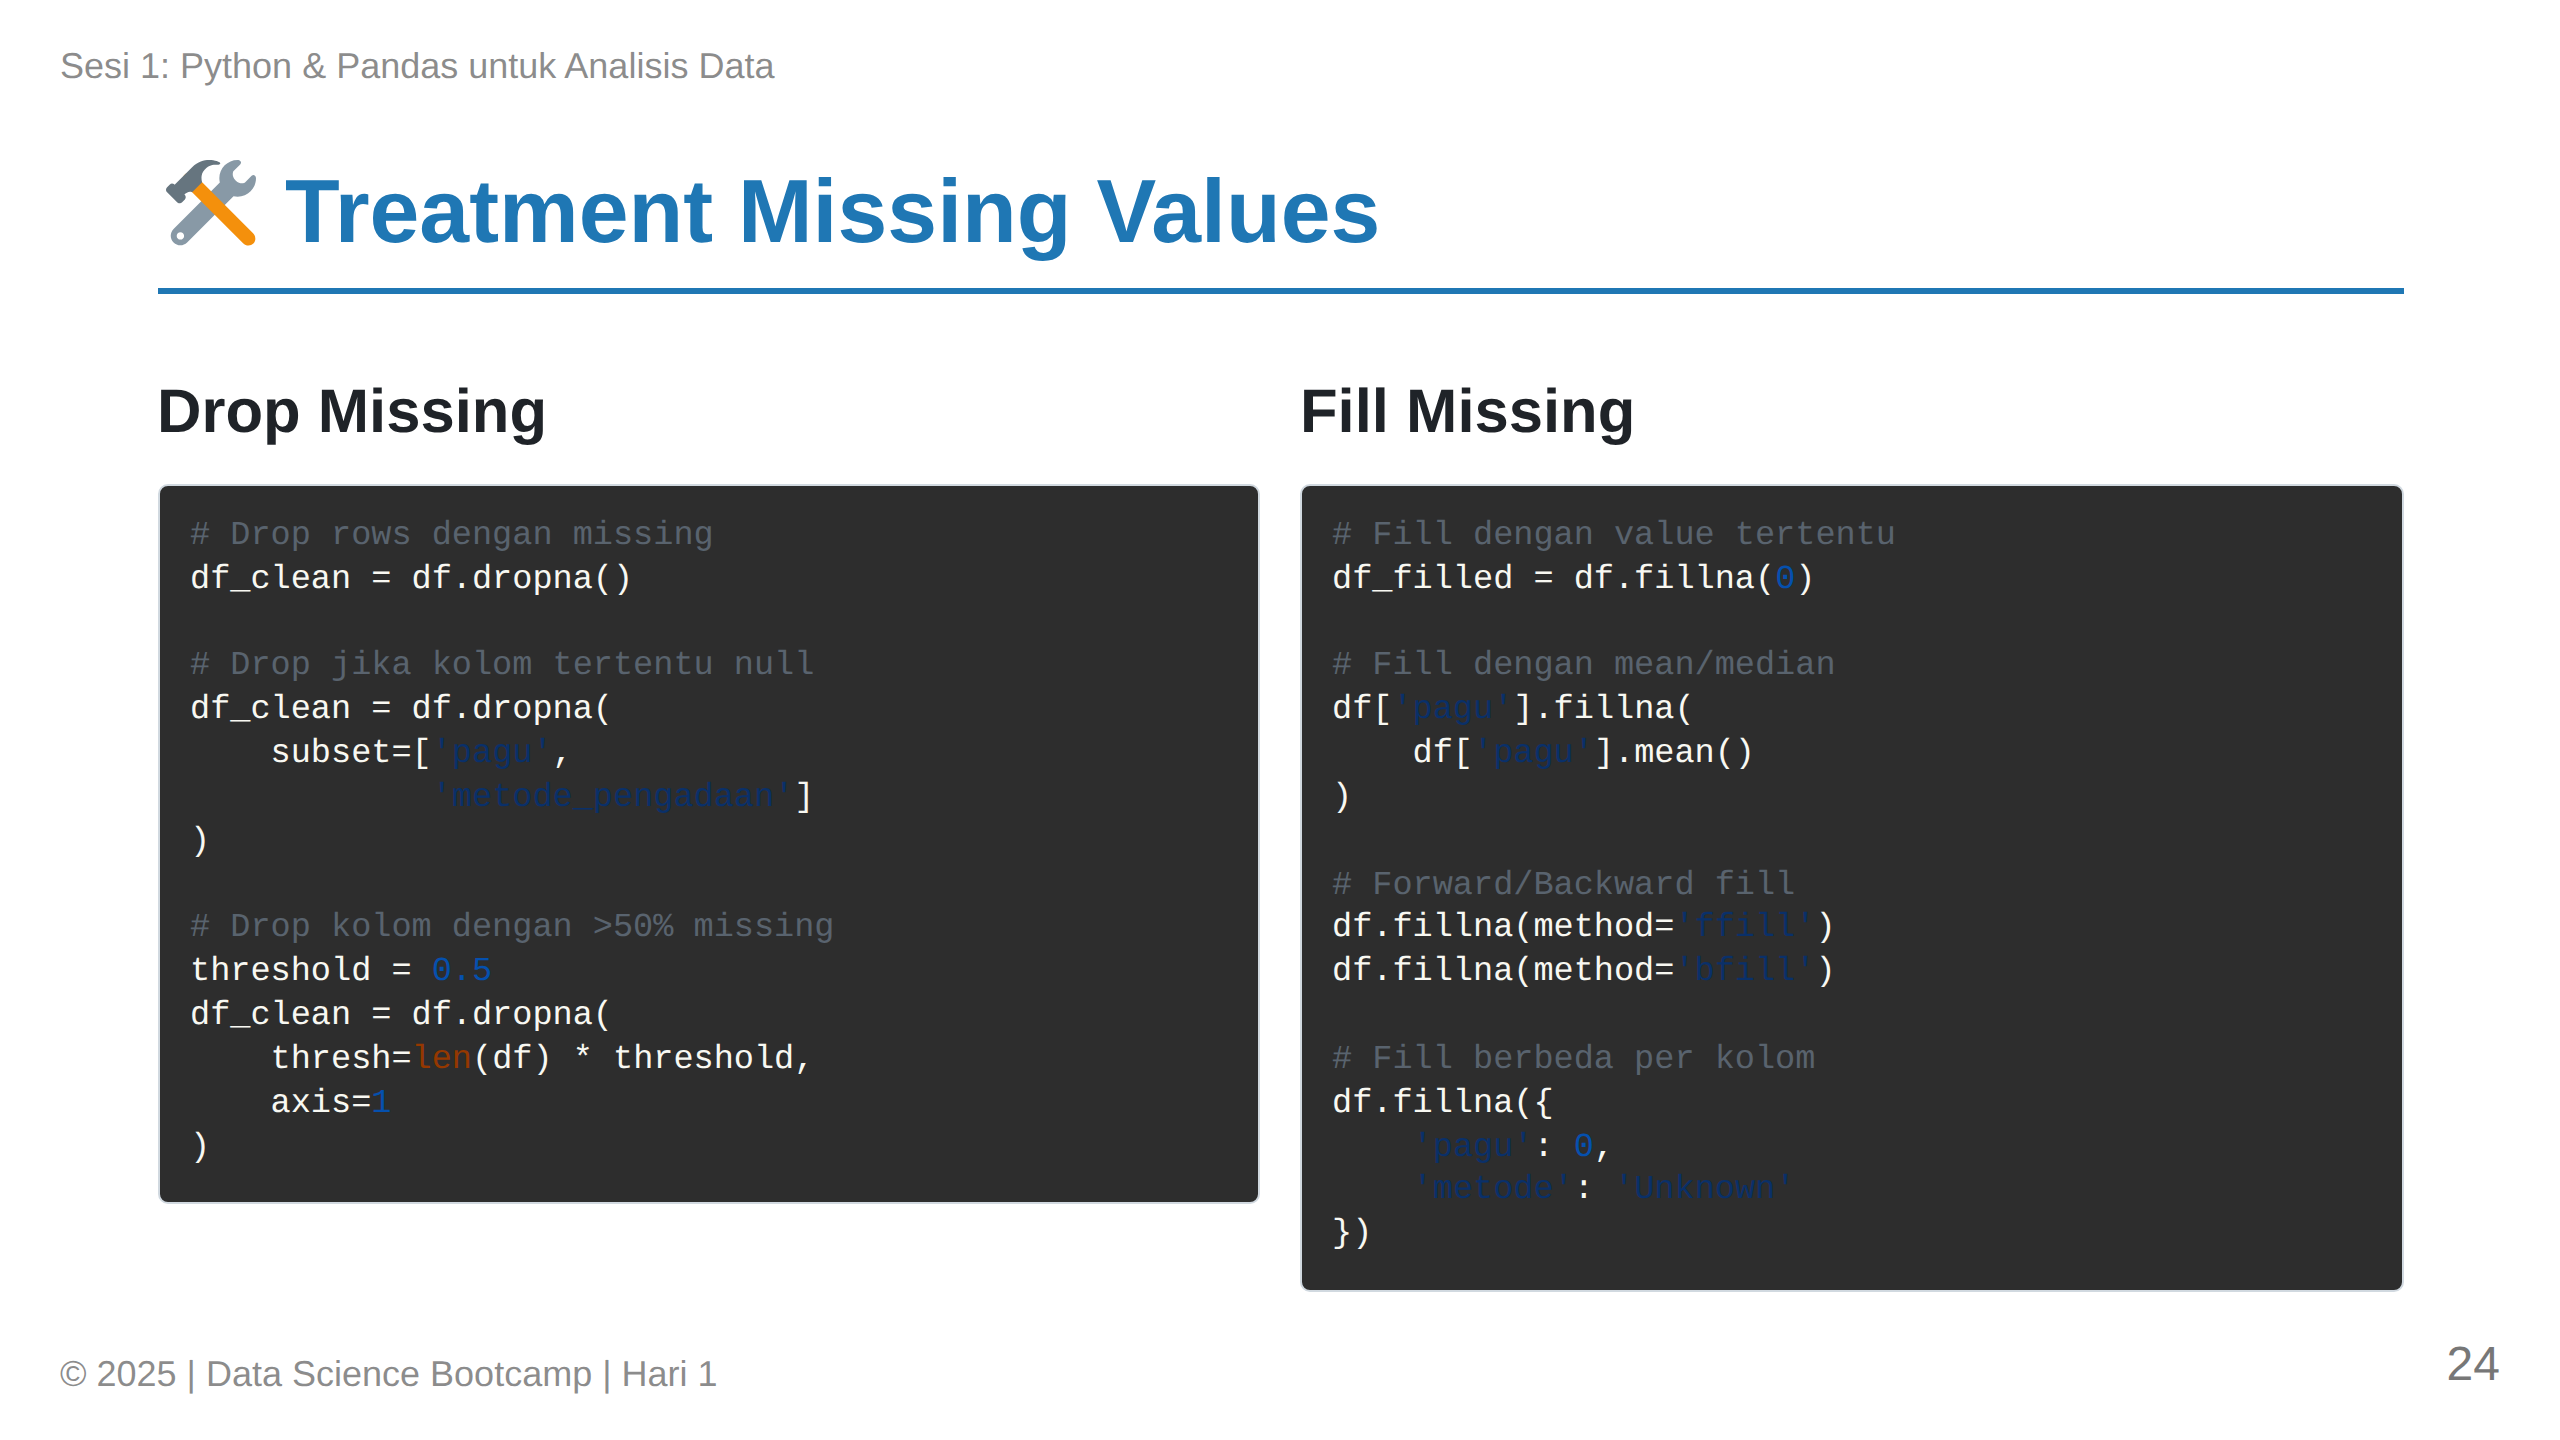 Sesi 1: Python & Pandas untuk Analisis Data
Treatment Missing Values
Drop Missing
# Drop rows dengan missing
df_clean = df.dropna()
# Drop jika kolom tertentu null
df_clean = df.dropna(
    subset=['pagu',
            'metode_pengadaan']
)
# Drop kolom dengan >50% missing
threshold = 0.5
df_clean = df.dropna(
    thresh=len(df) * threshold,
    axis=1
)
Fill Missing
# Fill dengan value tertentu
df_filled = df.fillna(0)
# Fill dengan mean/median
df['pagu'].fillna(
    df['pagu'].mean()
)
# Forward/Backward fill
df.fillna(method='ffill')
df.fillna(method='bfill')
# Fill berbeda per kolom
df.fillna({
    'pagu': 0,
    'metode': 'Unknown'
})
© 2025 | Data Science Bootcamp | Hari 1
24